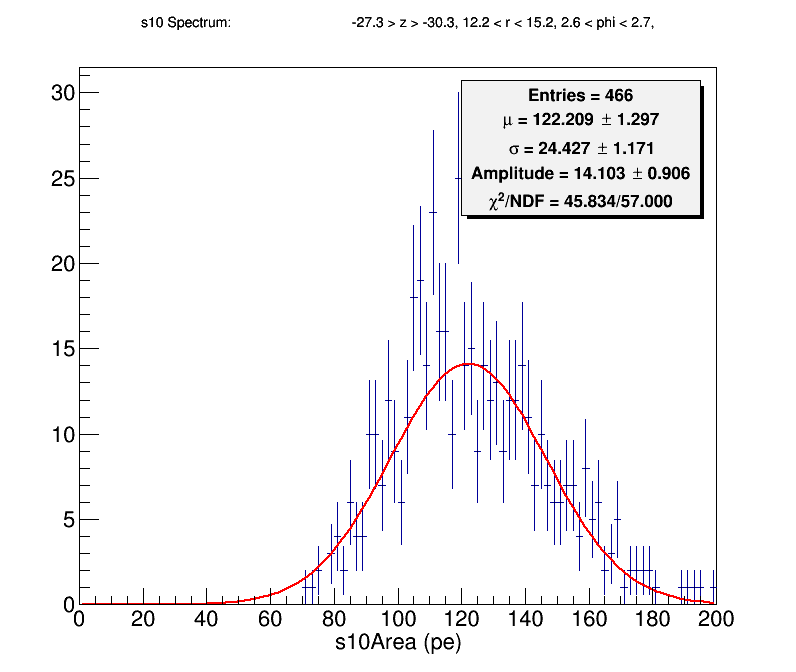 s10 Spectrum: -27.3 > z > -30.3, 12.2 < r < 15.2, 2.6 < phi < 2.7,
Entries = 466
μ = 122.209 ± 1.297
σ = 24.427 ± 1.171
Amplitude = 14.103 ± 0.906
χ²/NDF = 45.834/57.000
30
25
20
15
10
5
0
0 20 40 60 80 100 120 140 160 180 200
s10Area (pe)